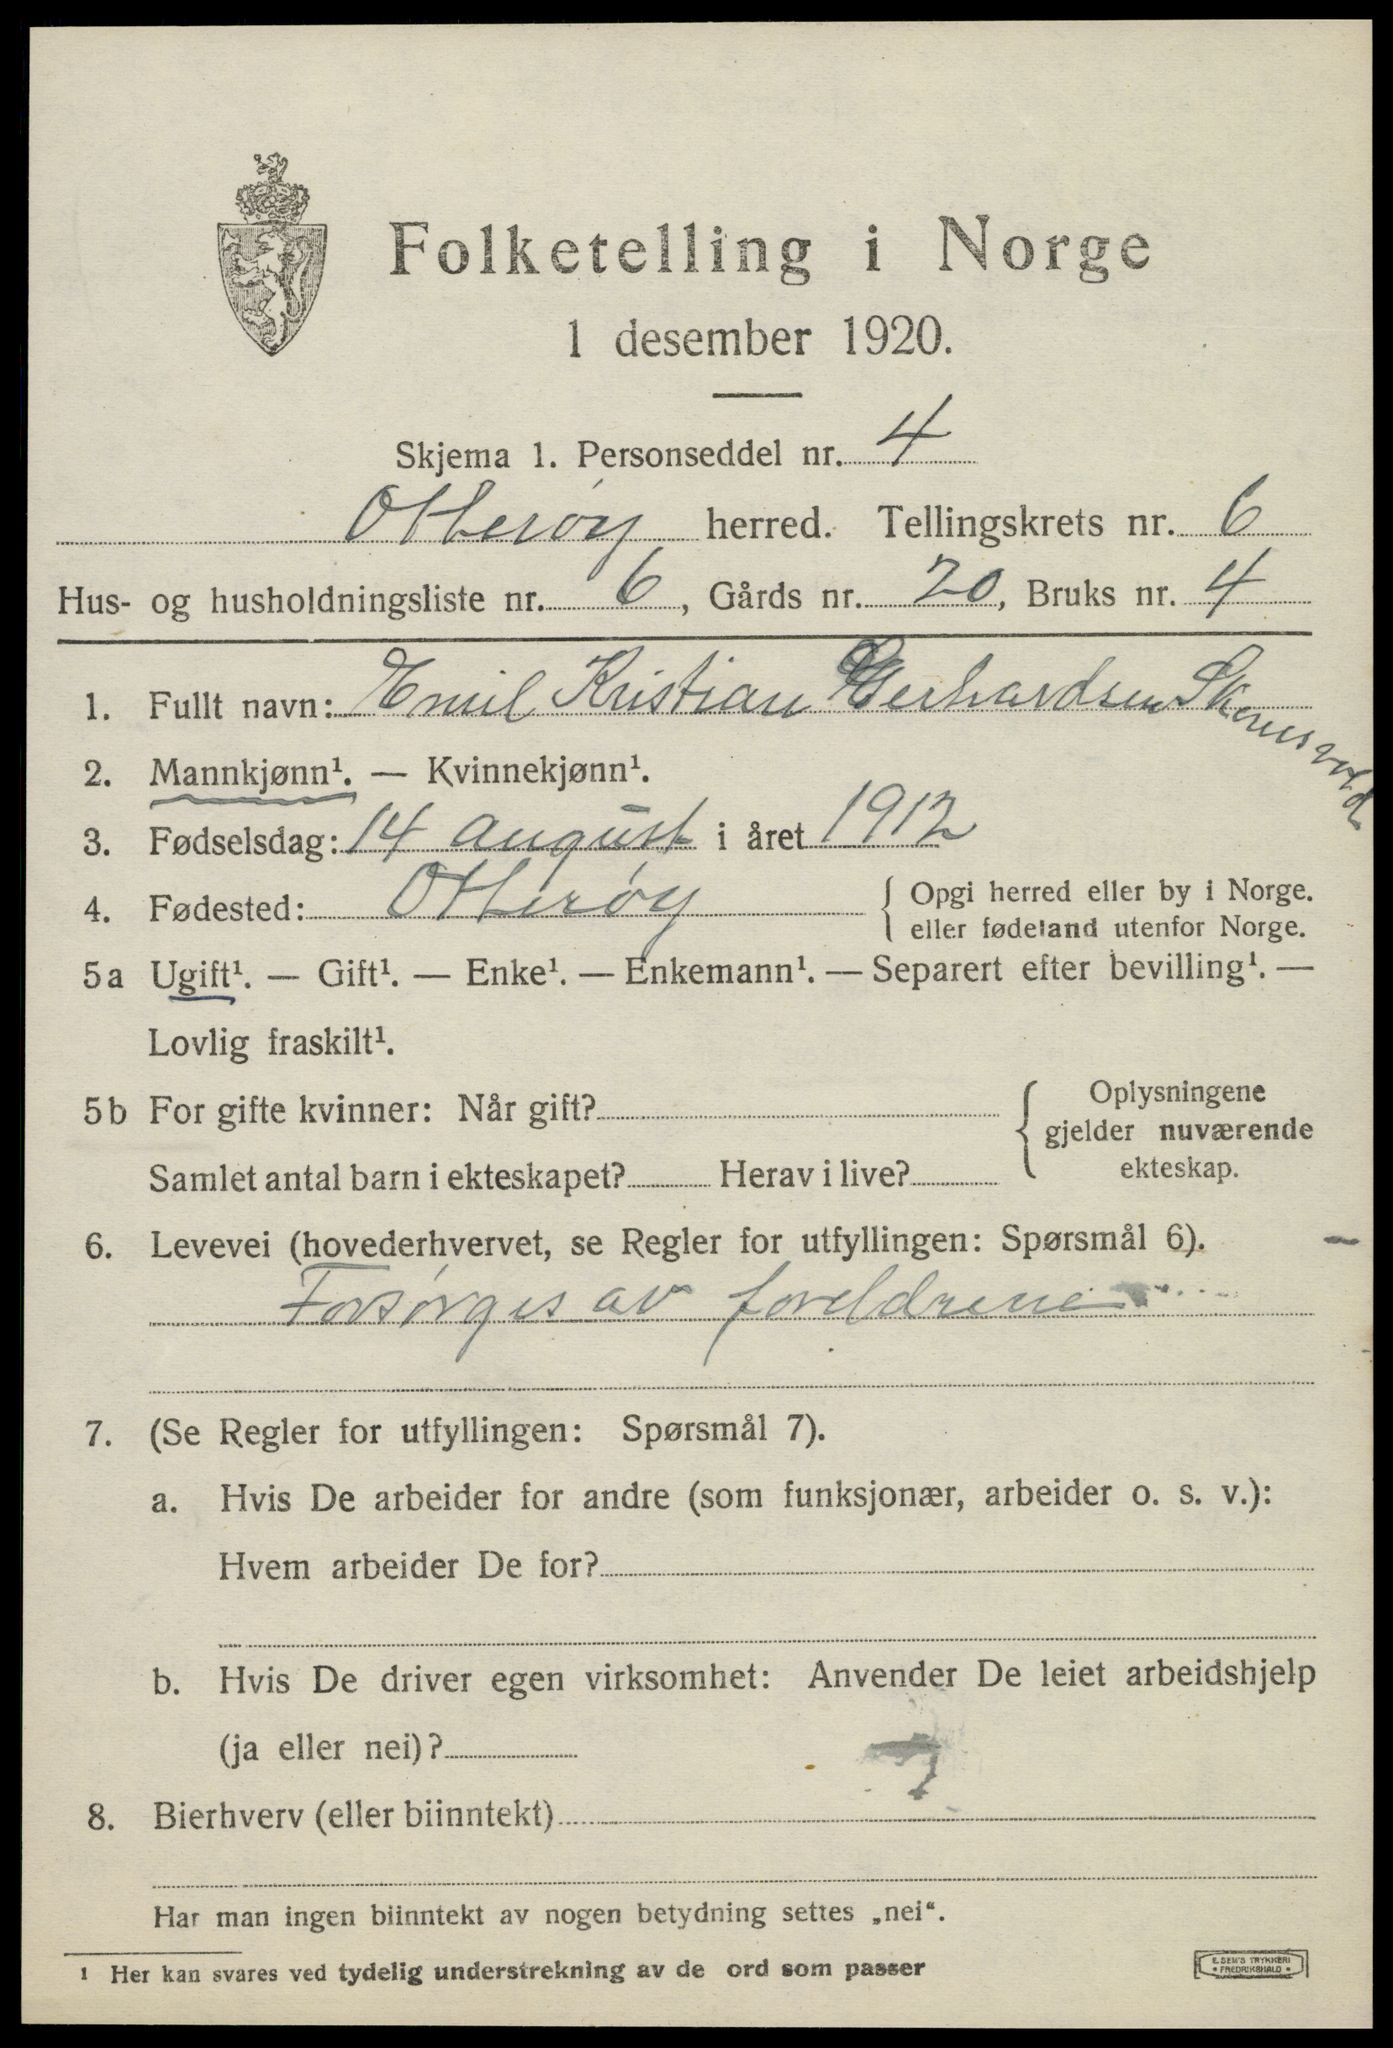 Folketelling i Norge
1 desember 1920.
Skjema 1. Personseddel nr. 4
Otterøy herred. Tellingskrets nr. 6
Hus- og husholdningsliste nr. 6, Gårds nr. 20, Bruks nr. 4
1. Fullt navn: Emil Kristian Gerhardsen
2. Mannkjønn¹. — Kvinnekjønn¹.
3. Fødselsdag: 14 august i året 1912
4. Fødested: Otterøy { Opgi herred eller by i Norge.
eller fødeland utenfor Norge.
5a Ugift¹. — Gift¹. — Enke¹. — Enkemann¹. — Separert efter bevilling¹. —
Lovlig fraskilt¹.
5b For gifte kvinner: Når gift? { Oplysningene
gjelder nuværende
ekteskap.
Samlet antal barn i ekteskapet? Herav i live?
6. Levevei (hovederhvervet, se Regler for utfyllingen: Spørsmål 6). –
Forsørges av foreldrene
7. (Se Regler for utfyllingen: Spørsmål 7).
a. Hvis De arbeider for andre (som funksjonær, arbeider o. s. v.):
Hvem arbeider De for?
b. Hvis De driver egen virksomhet: Anvender De leiet arbeidshjelp
(ja eller nei)?
8. Bierhverv (eller biinntekt)
Har man ingen biinntekt av nogen betydning settes „nei“.
¹ Her kan svares ved tydelig understrekning av de ord som passer
E. SEM'S TRYKKERI
• FREDRIKSHALD •